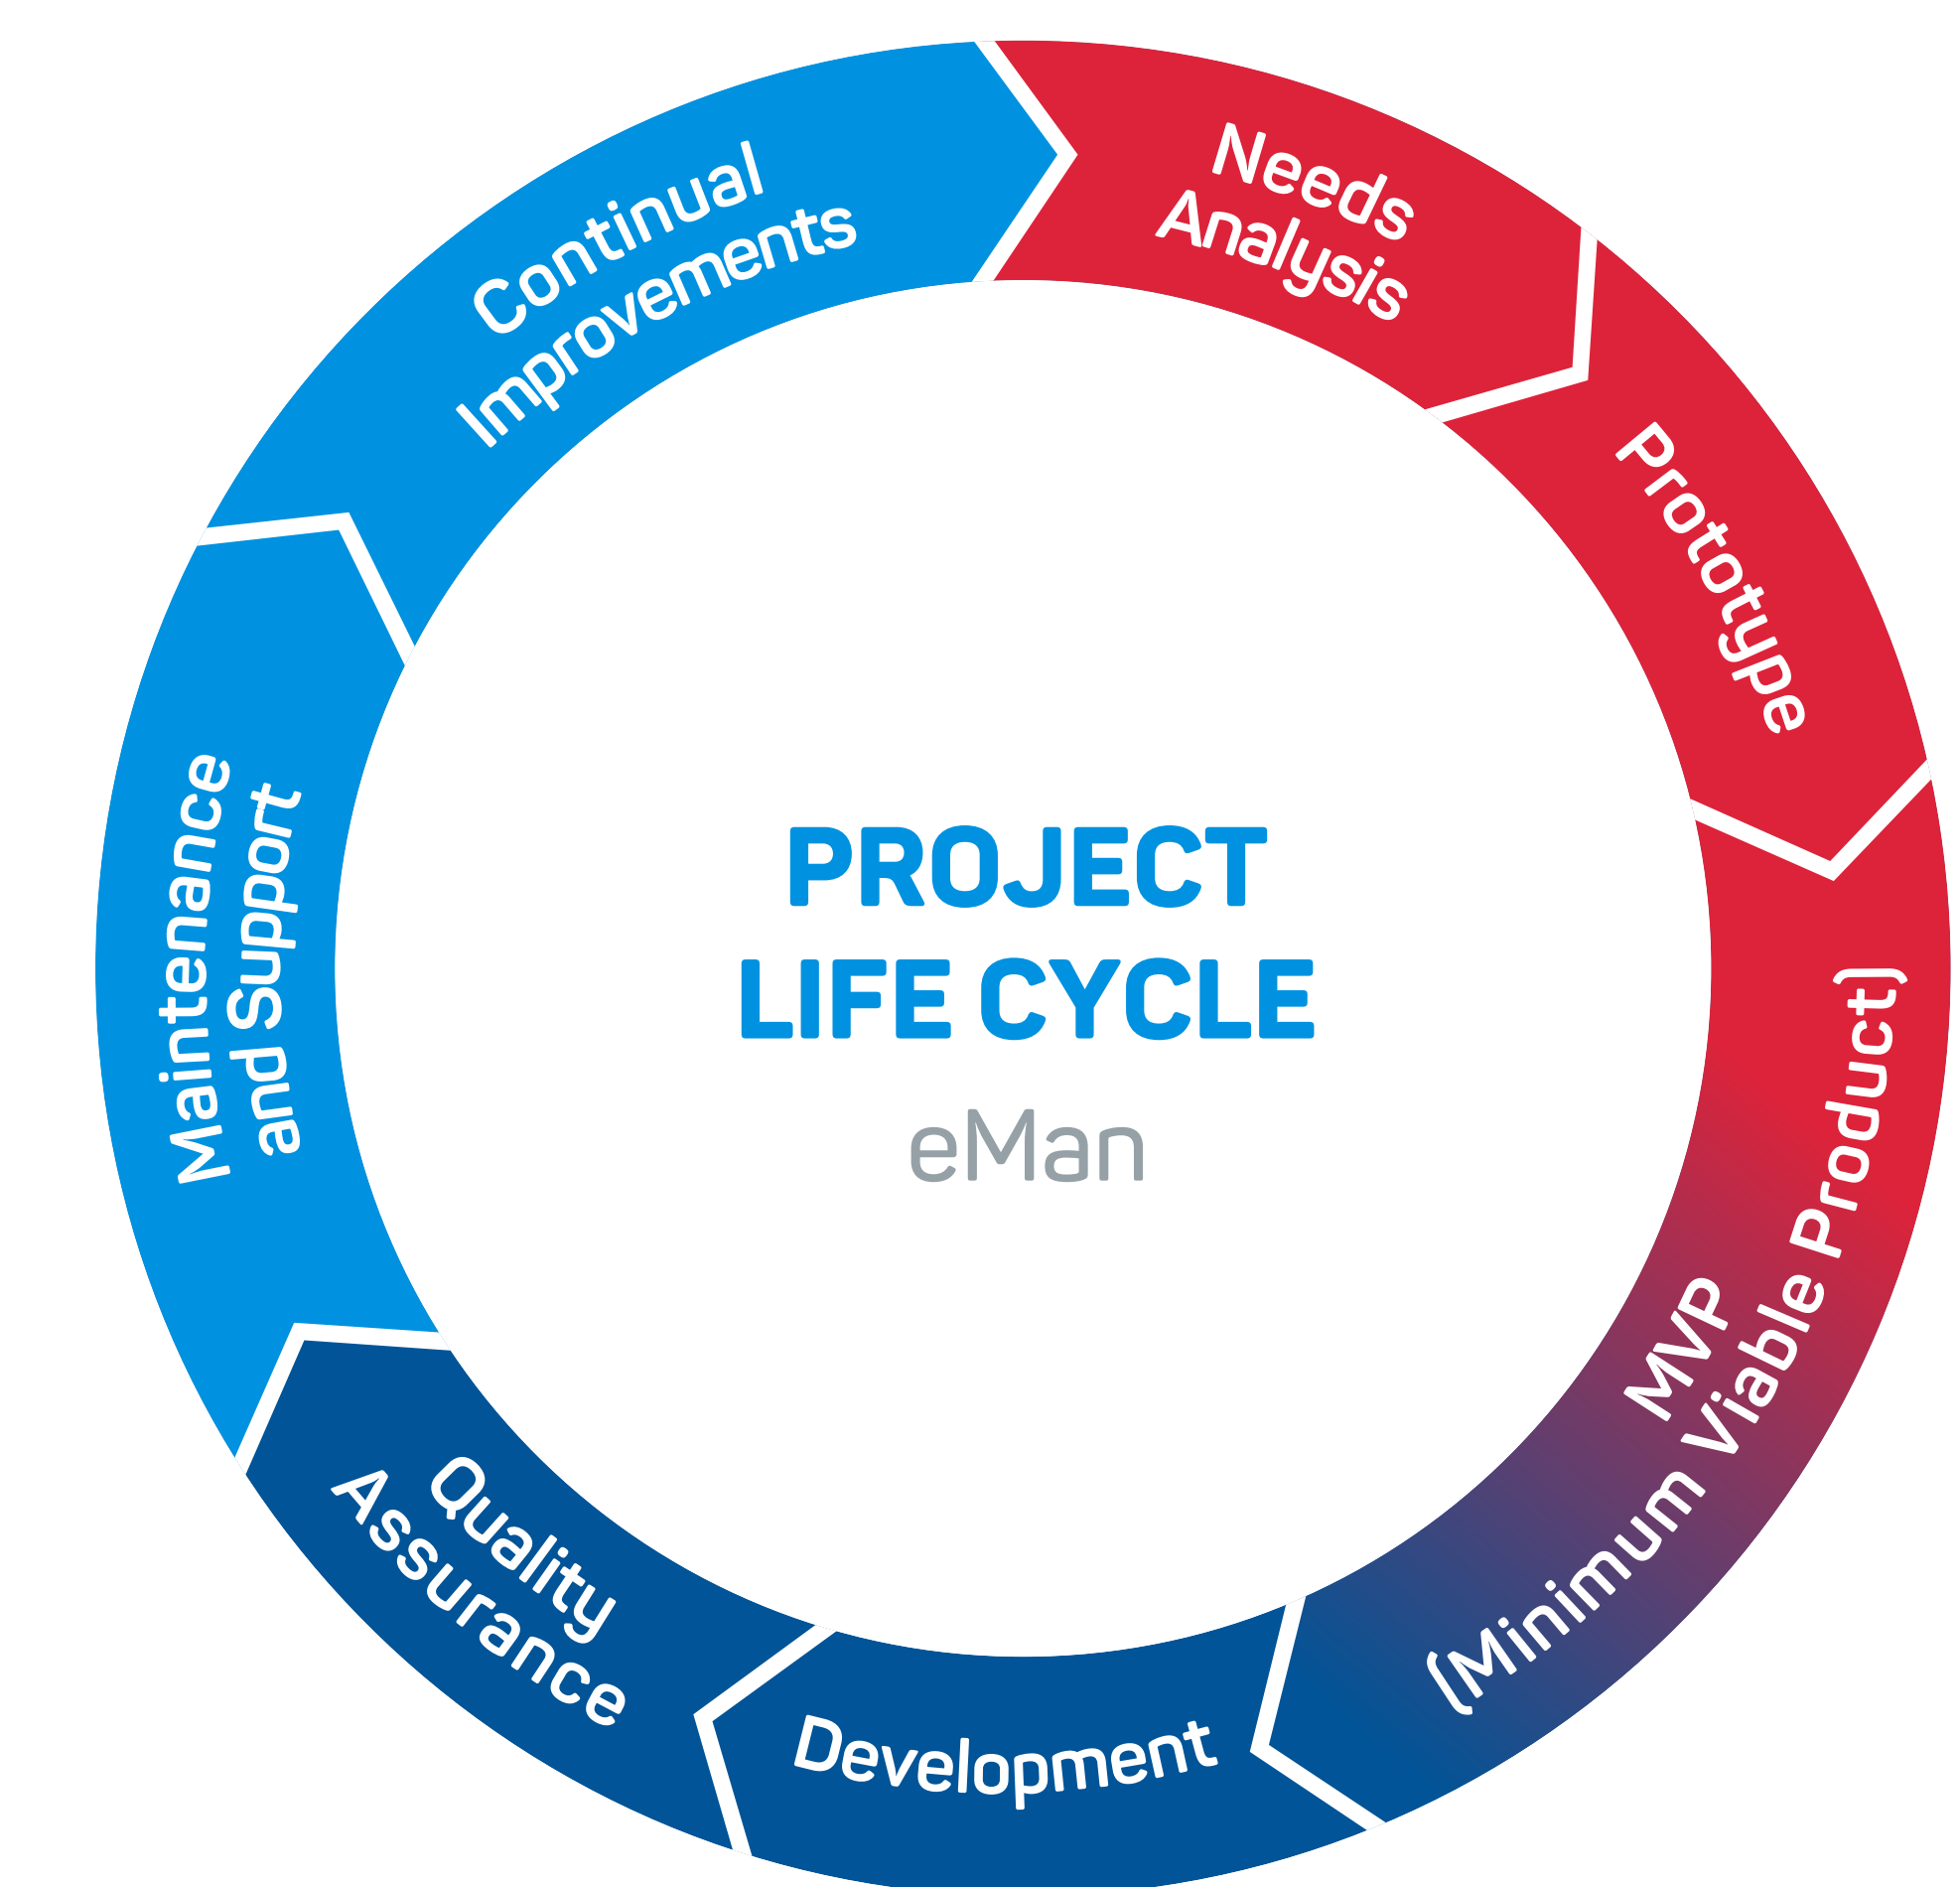 Needs
Analysis
Prototype
MVP
(Minimum Viable Product)
Development
Quality
Assurance
Maintenance
and support
Continual
Improvements
PROJECT
LIFE CYCLE
eMan